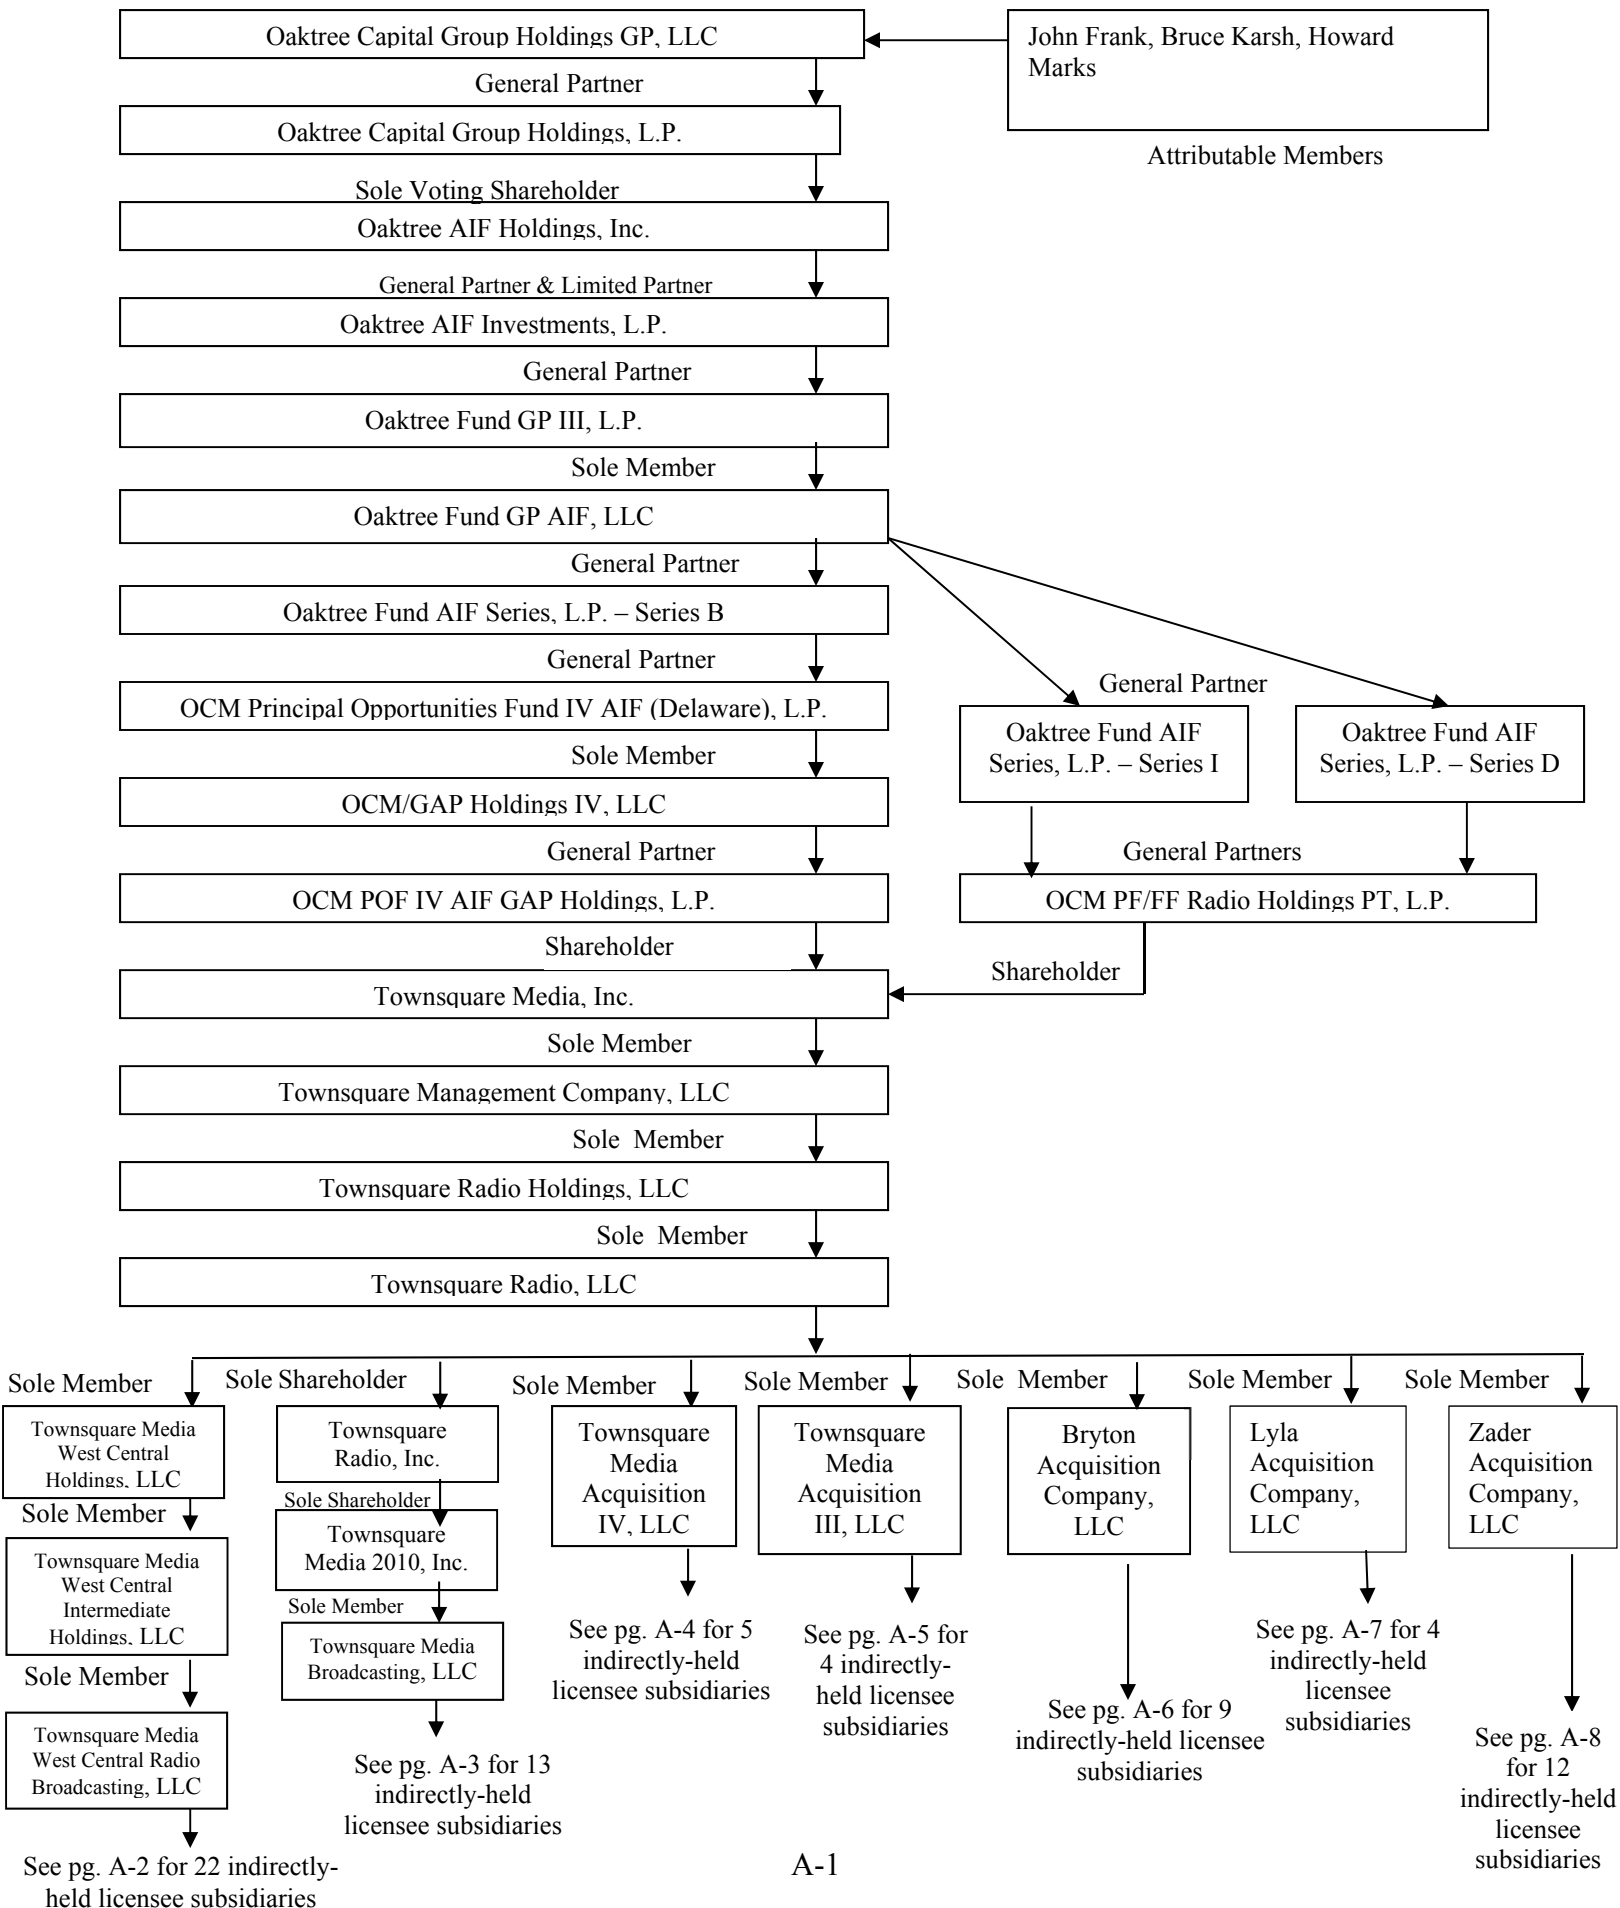 Oaktree Capital Group Holdings GP, LLC
John Frank, Bruce Karsh, Howard
Marks
General Partner
Oaktree Capital Group Holdings, L.P.
Attributable Members
Sole Voting Shareholder
Oaktree AIF Holdings, Inc.
General Partner & Limited Partner
Oaktree AIF Investments, L.P.
General Partner
Oaktree Fund GP III, L.P.
Sole Member
Oaktree Fund GP AIF, LLC
General Partner
Oaktree Fund AIF Series, L.P. – Series B
General Partner
OCM Principal Opportunities Fund IV AIF (Delaware), L.P.
General Partner
Oaktree Fund AIF
Series, L.P. – Series I
Oaktree Fund AIF
Series, L.P. – Series D
Sole Member
OCM/GAP Holdings IV, LLC
General Partner
General Partners
OCM POF IV AIF GAP Holdings, L.P.
OCM PF/FF Radio Holdings PT, L.P.
Shareholder
Shareholder
Townsquare Media, Inc.
Sole Member
Townsquare Management Company, LLC
Sole  Member
Townsquare Radio Holdings, LLC
Sole  Member
Townsquare Radio, LLC
Sole Member
Townsquare Media
West Central
Holdings, LLC
Sole Member
Townsquare Media
West Central
Intermediate
Holdings, LLC
Sole Member
Townsquare Media
West Central Radio
Broadcasting, LLC
See pg. A-2 for 22 indirectly-
held licensee subsidiaries
Sole Shareholder
Townsquare
Radio, Inc.
Sole Shareholder
Townsquare
Media 2010, Inc.
Sole Member
Townsquare Media
Broadcasting, LLC
See pg. A-3 for 13
indirectly-held
licensee subsidiaries
Sole Member
Townsquare
Media
Acquisition
IV, LLC
See pg. A-4 for 5
indirectly-held
licensee subsidiaries
Sole Member
Townsquare
Media
Acquisition
III, LLC
See pg. A-5 for
4 indirectly-
held licensee
subsidiaries
Sole  Member
Bryton
Acquisition
Company,
LLC
See pg. A-6 for 9
indirectly-held licensee
subsidiaries
Sole Member
Lyla
Acquisition
Company,
LLC
See pg. A-7 for 4
indirectly-held
licensee
subsidiaries
Sole Member
Zader
Acquisition
Company,
LLC
See pg. A-8
for 12
indirectly-held
licensee
subsidiaries
A-1